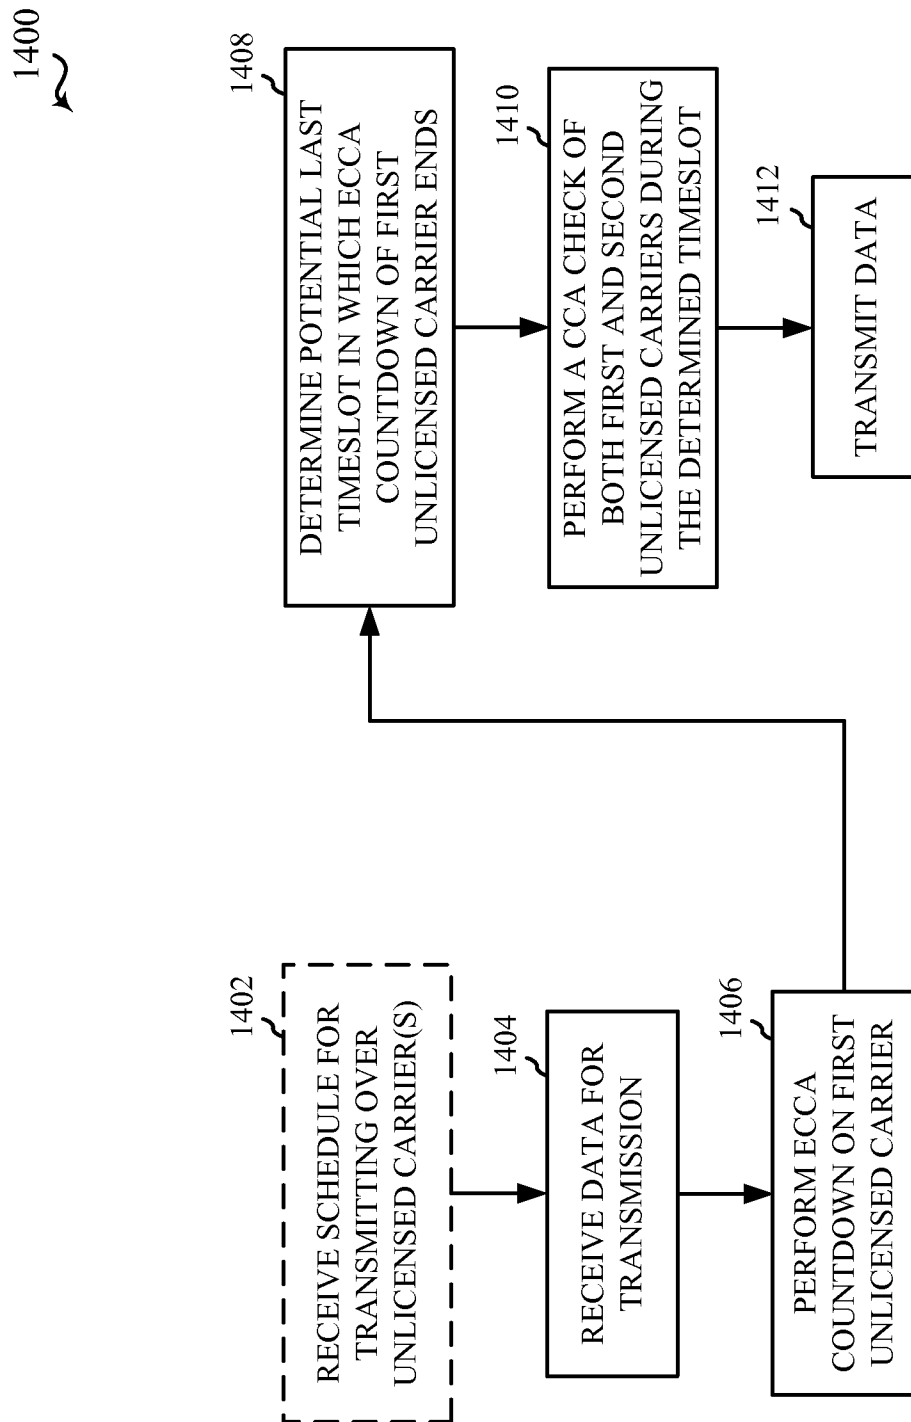 1400
1402
RECEIVE SCHEDULE FOR
TRANSMITTING OVER
UNLICENSED CARRIER(S)
1404
RECEIVE DATA FOR
TRANSMISSION
1406
PERFORM ECCA
COUNTDOWN ON FIRST
UNLICENSED CARRIER
1408
DETERMINE POTENTIAL LAST
TIMESLOT IN WHICH ECCA
COUNTDOWN OF FIRST
UNLICENSED CARRIER ENDS
1410
PERFORM A CCA CHECK OF
BOTH FIRST AND SECOND
UNLICENSED CARRIERS DURING
THE DETERMINED TIMESLOT
1412
TRANSMIT DATA